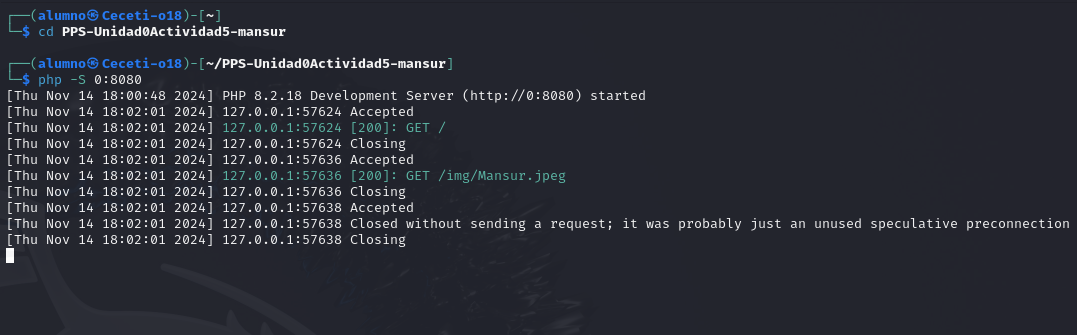 ┌──(alumno㉿Ceceti-o18)-[~]
└─$ cd PPS-Unidad0Actividad5-mansur
┌──(alumno㉿Ceceti-o18)-[~/PPS-Unidad0Actividad5-mansur]
└─$ php -S 0:8080
[Thu Nov 14 18:00:48 2024] PHP 8.2.18 Development Server (http://0:8080) started
[Thu Nov 14 18:02:01 2024] 127.0.0.1:57624 Accepted
[Thu Nov 14 18:02:01 2024] 127.0.0.1:57624 [200]: GET /
[Thu Nov 14 18:02:01 2024] 127.0.0.1:57624 Closing
[Thu Nov 14 18:02:01 2024] 127.0.0.1:57636 Accepted
[Thu Nov 14 18:02:01 2024] 127.0.0.1:57636 [200]: GET /img/Mansur.jpeg
[Thu Nov 14 18:02:01 2024] 127.0.0.1:57636 Closing
[Thu Nov 14 18:02:01 2024] 127.0.0.1:57638 Accepted
[Thu Nov 14 18:02:01 2024] 127.0.0.1:57638 Closed without sending a request; it was probably just an unused speculative preconnection
[Thu Nov 14 18:02:01 2024] 127.0.0.1:57638 Closing